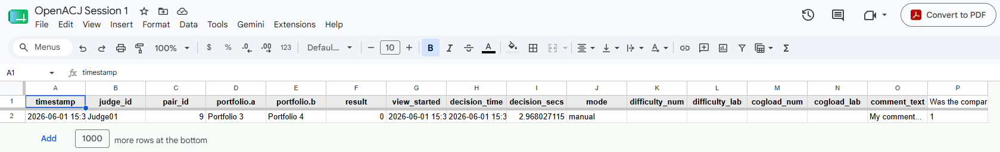 OpenACJ Session 1
File Edit View Insert Format Data Tools Gemini Extensions Help
Convert to PDF
Menus 100% $ % .0 .00 123 Defaul... − 10 + B I A Σ
A1 fx timestamp
A B C D E F G H I J K L M N O P
1 timestamp judge_id pair_id portfolio.a portfolio.b result view_started decision_time decision_secs mode difficulty_num difficulty_lab cogload_num cogload_lab comment_text Was the compar
2 2026-06-01 15:3 Judge01 9 Portfolio 3 Portfolio 4 0 2026-06-01 15:3 2026-06-01 15:3 2.968027115 manual My comment... 1
Add 1000 more rows at the bottom